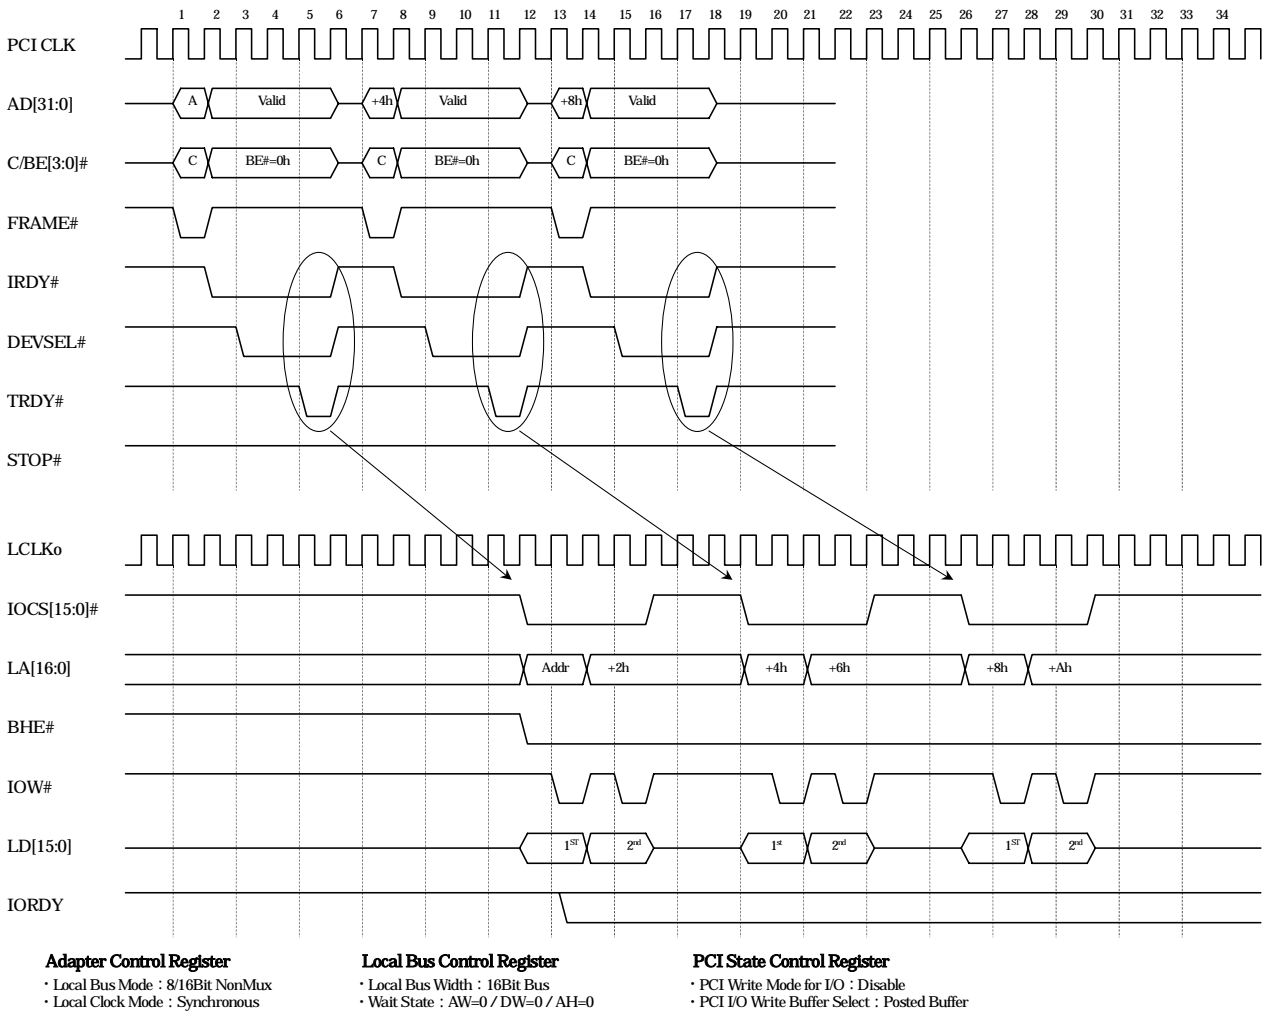 1 2 3 4 5 6 7 8 9 10 11 12 13 14 15 16 17 18 19 20 21 22 23 24 25 26 27 28 29 30 31 32 33 34
PCI CLK
AD[31:0] A Valid +4h Valid +8h Valid
C/BE[3:0]# C BE#=0h C BE#=0h C BE#=0h
FRAME#
IRDY#
DEVSEL#
TRDY#
STOP#
LCLKo
IOCS[15:0]#
LA[16:0] Addr +2h +4h +6h +8h +Ah
BHE#
IOW#
LD[15:0] 1ST 2nd 1st 2nd 1ST 2nd
IORDY
Adapter Control Register
・Local Bus Mode：8/16Bit NonMux
・Local Clock Mode：Synchronous
Local Bus Control Register
・Local Bus Width：16Bit Bus
・Wait State：AW=0 / DW=0 / AH=0
PCI State Control Register
・PCI Write Mode for I/O：Disable
・PCI I/O Write Buffer Select：Posted Buffer